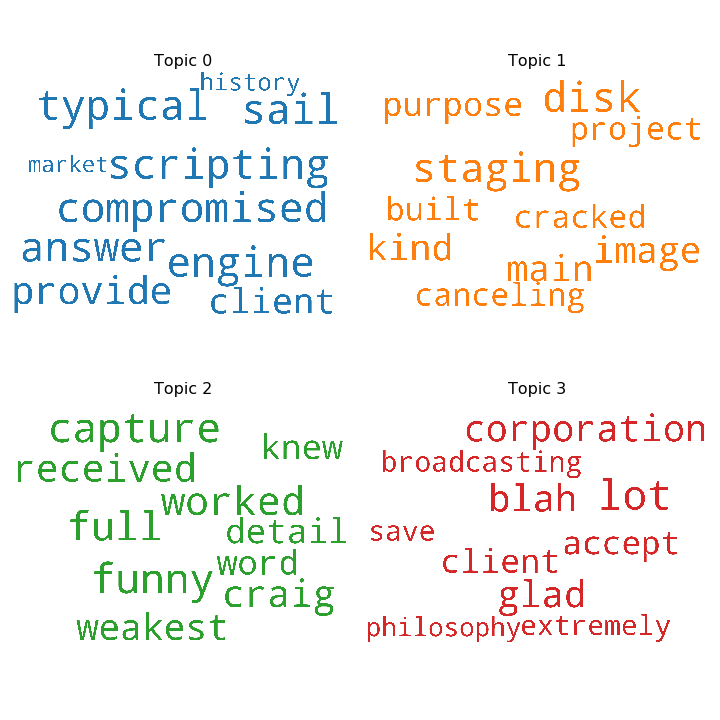 Topic 0
history
typical sail
market scripting
compromised
answer engine
provide client
Topic 1
purpose disk
project
staging
built cracked
kind image
main
canceling
Topic 2
capture knew
received
worked
full detail
word
funny craig
weakest
Topic 3
corporation
broadcasting
blah lot
save accept
client
glad
philosophy extremely